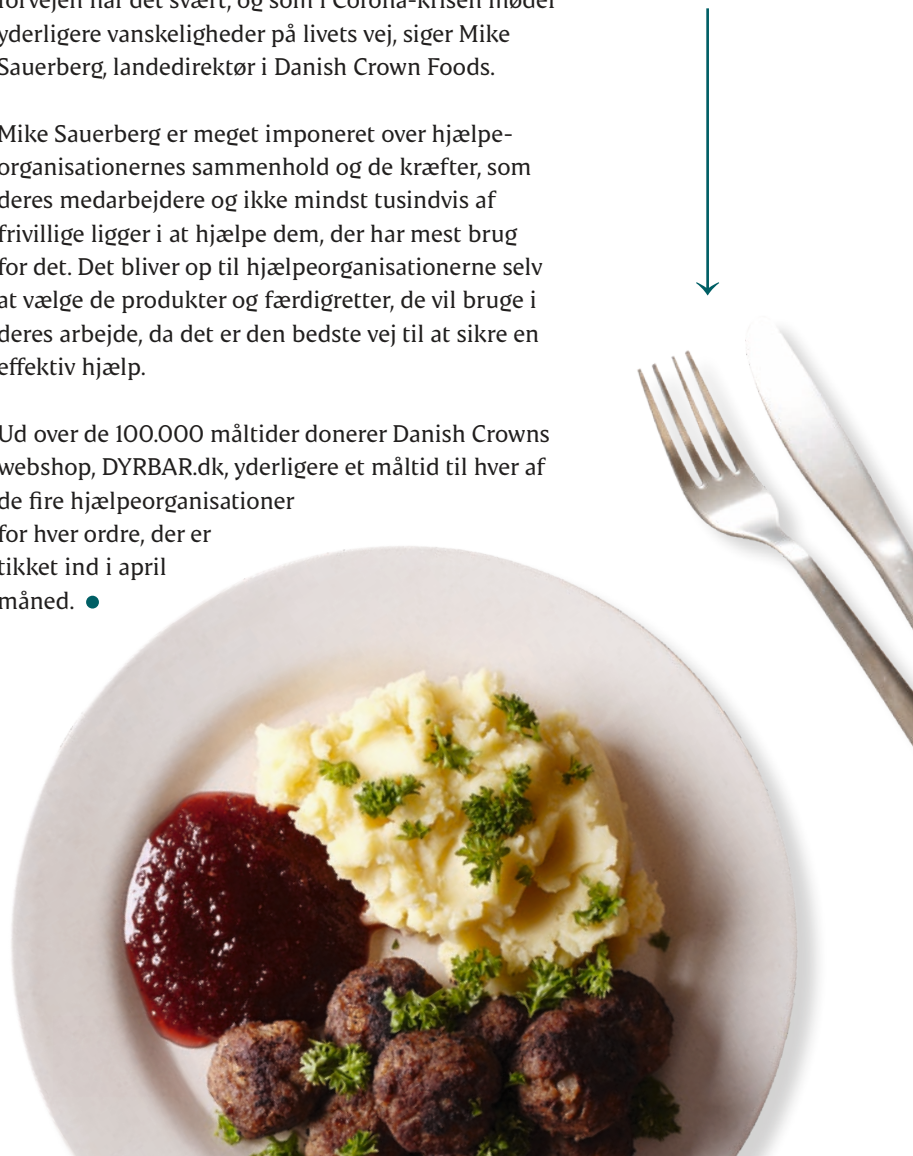 forvejen har det svært, og som i Corona-krisen møder
yderligere vanskeligheder på livets vej, siger Mike
Sauerberg, landedirektør i Danish Crown Foods.
Mike Sauerberg er meget imponeret over hjælpe-
organisationernes sammenhold og de kræfter, som
deres medarbejdere og ikke mindst tusindvis af
frivillige ligger i at hjælpe dem, der har mest brug
for det. Det bliver op til hjælpeorganisationerne selv
at vælge de produkter og færdigretter, de vil bruge i
deres arbejde, da det er den bedste vej til at sikre en
effektiv hjælp.
Ud over de 100.000 måltider donerer Danish Crowns
webshop, DYRBAR.dk, yderligere et måltid til hver af
de fire hjælpeorganisationer
for hver ordre, der er
tikket ind i april
måned.